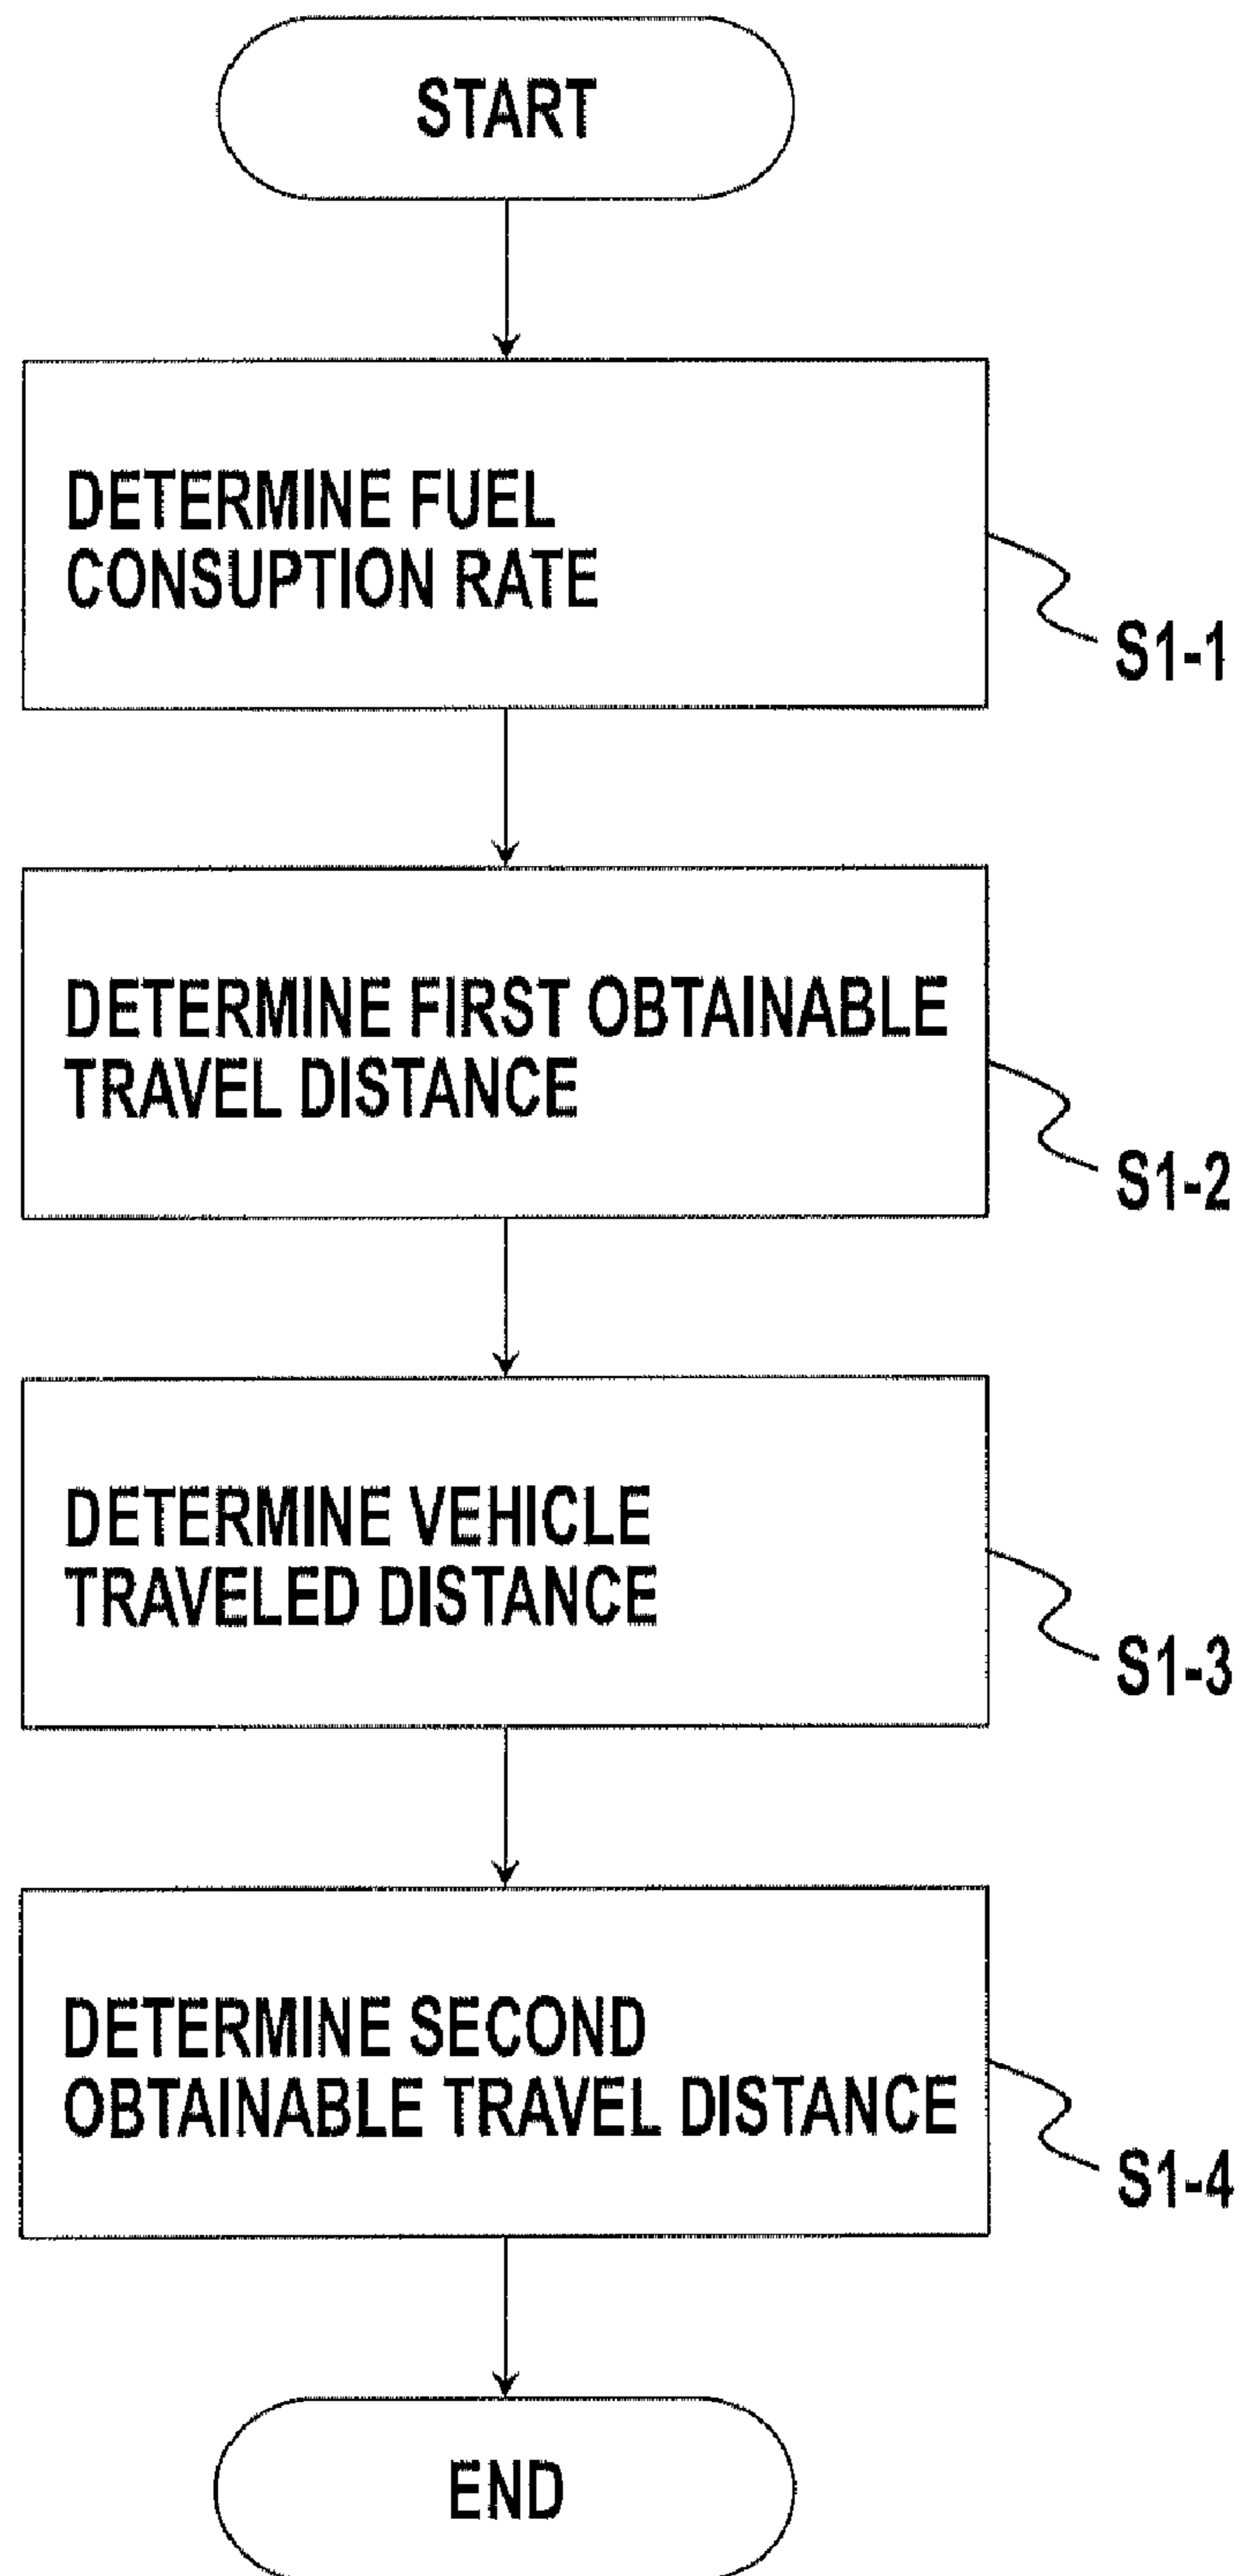 START
DETERMINE FUEL
CONSUPTION RATE
S1-1
DETERMINE FIRST OBTAINABLE
TRAVEL DISTANCE
S1-2
DETERMINE VEHICLE
TRAVELED DISTANCE
S1-3
DETERMINE SECOND
OBTAINABLE TRAVEL DISTANCE
S1-4
END